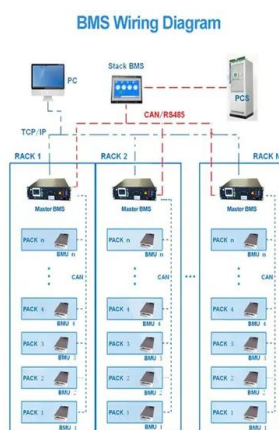 BMS Wiring Diagram
PC
Stack BMS
PCS
CAN/RS485
TCP/IP
RACK 1
RACK 2
RACK N
Master BMS
Master BMS
Master BMS
PACK n
PACK n
PACK n
BMU n
BMU n
BMU n
CAN
CAN
CAN
PACK 4
PACK 4
PACK 4
BMU 4
BMU 4
BMU 4
PACK 3
PACK 3
PACK 3
BMU 3
BMU 3
BMU 3
PACK 2
PACK 2
PACK 2
BMU 2
BMU 2
BMU 2
PACK 1
PACK 1
PACK 1
BMU 1
BMU 1
BMU 1